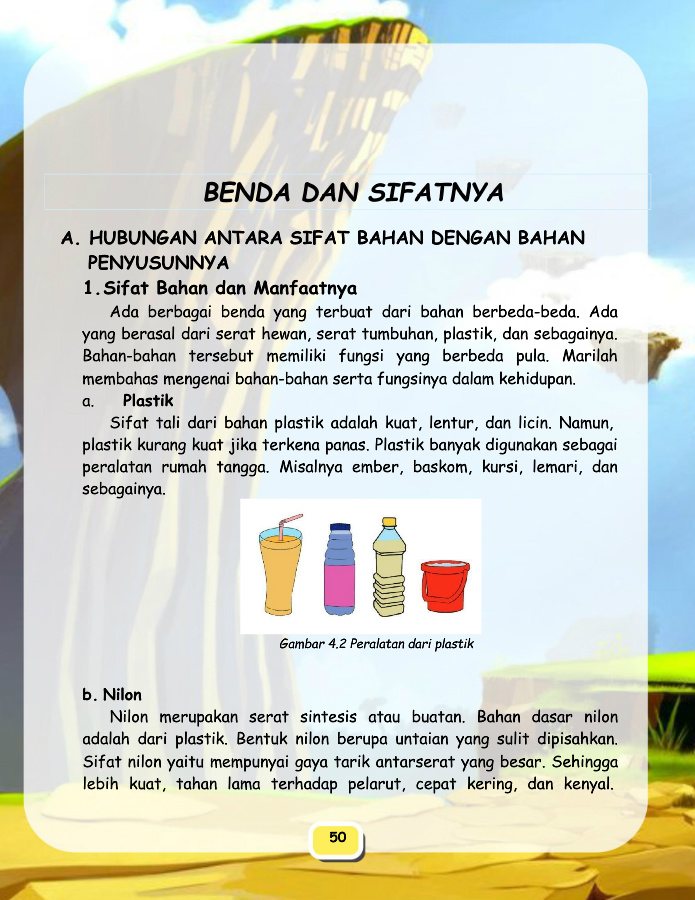 BENDA DAN SIFATNYA
A. HUBUNGAN ANTARA SIFAT BAHAN DENGAN BAHAN
PENYUSUNNYA
1. Sifat Bahan dan Manfaatnya
Ada berbagai benda yang terbuat dari bahan berbeda-beda. Ada
yang berasal dari serat hewan, serat tumbuhan, plastik, dan sebagainya.
Bahan-bahan tersebut memiliki fungsi yang berbeda pula. Marilah
membahas mengenai bahan-bahan serta fungsinya dalam kehidupan.
a. Plastik
Sifat tali dari bahan plastik adalah kuat, lentur, dan licin. Namun,
plastik kurang kuat jika terkena panas. Plastik banyak digunakan sebagai
peralatan rumah tangga. Misalnya ember, baskom, kursi, lemari, dan
sebagainya.
Gambar 4.2 Peralatan dari plastik
b. Nilon
Nilon merupakan serat sintesis atau buatan. Bahan dasar nilon
adalah dari plastik. Bentuk nilon berupa untaian yang sulit dipisahkan.
Sifat nilon yaitu mempunyai gaya tarik antarserat yang besar. Sehingga
lebih kuat, tahan lama terhadap pelarut, cepat kering, dan kenyal.
50